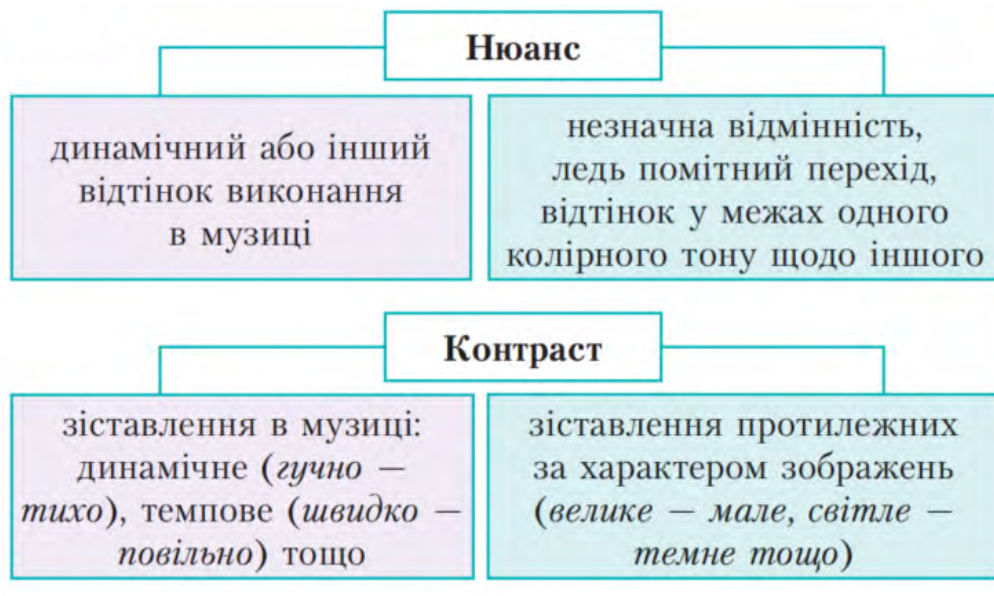 Нюанс
динамічний або інший
відтінок виконання
в музиці
незначна відмінність,
ледь помітний перехід,
відтінок у межах одного
колірного тону щодо іншого
Контраст
зіставлення в музиці:
динамічне (гучно –
тихо), темпове (швидко –
повільно) тощо
зіставлення протилежних
за характером зображень
(велике – мале, світле –
темне тощо)